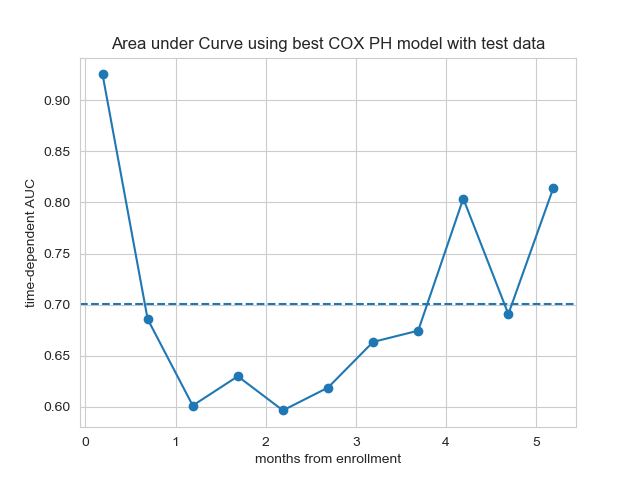 Area under Curve using best COX PH model with test data
time-dependent AUC
0.90
0.85
0.80
0.75
0.70
0.65
0.60
0 1 2 3 4 5
months from enrollment